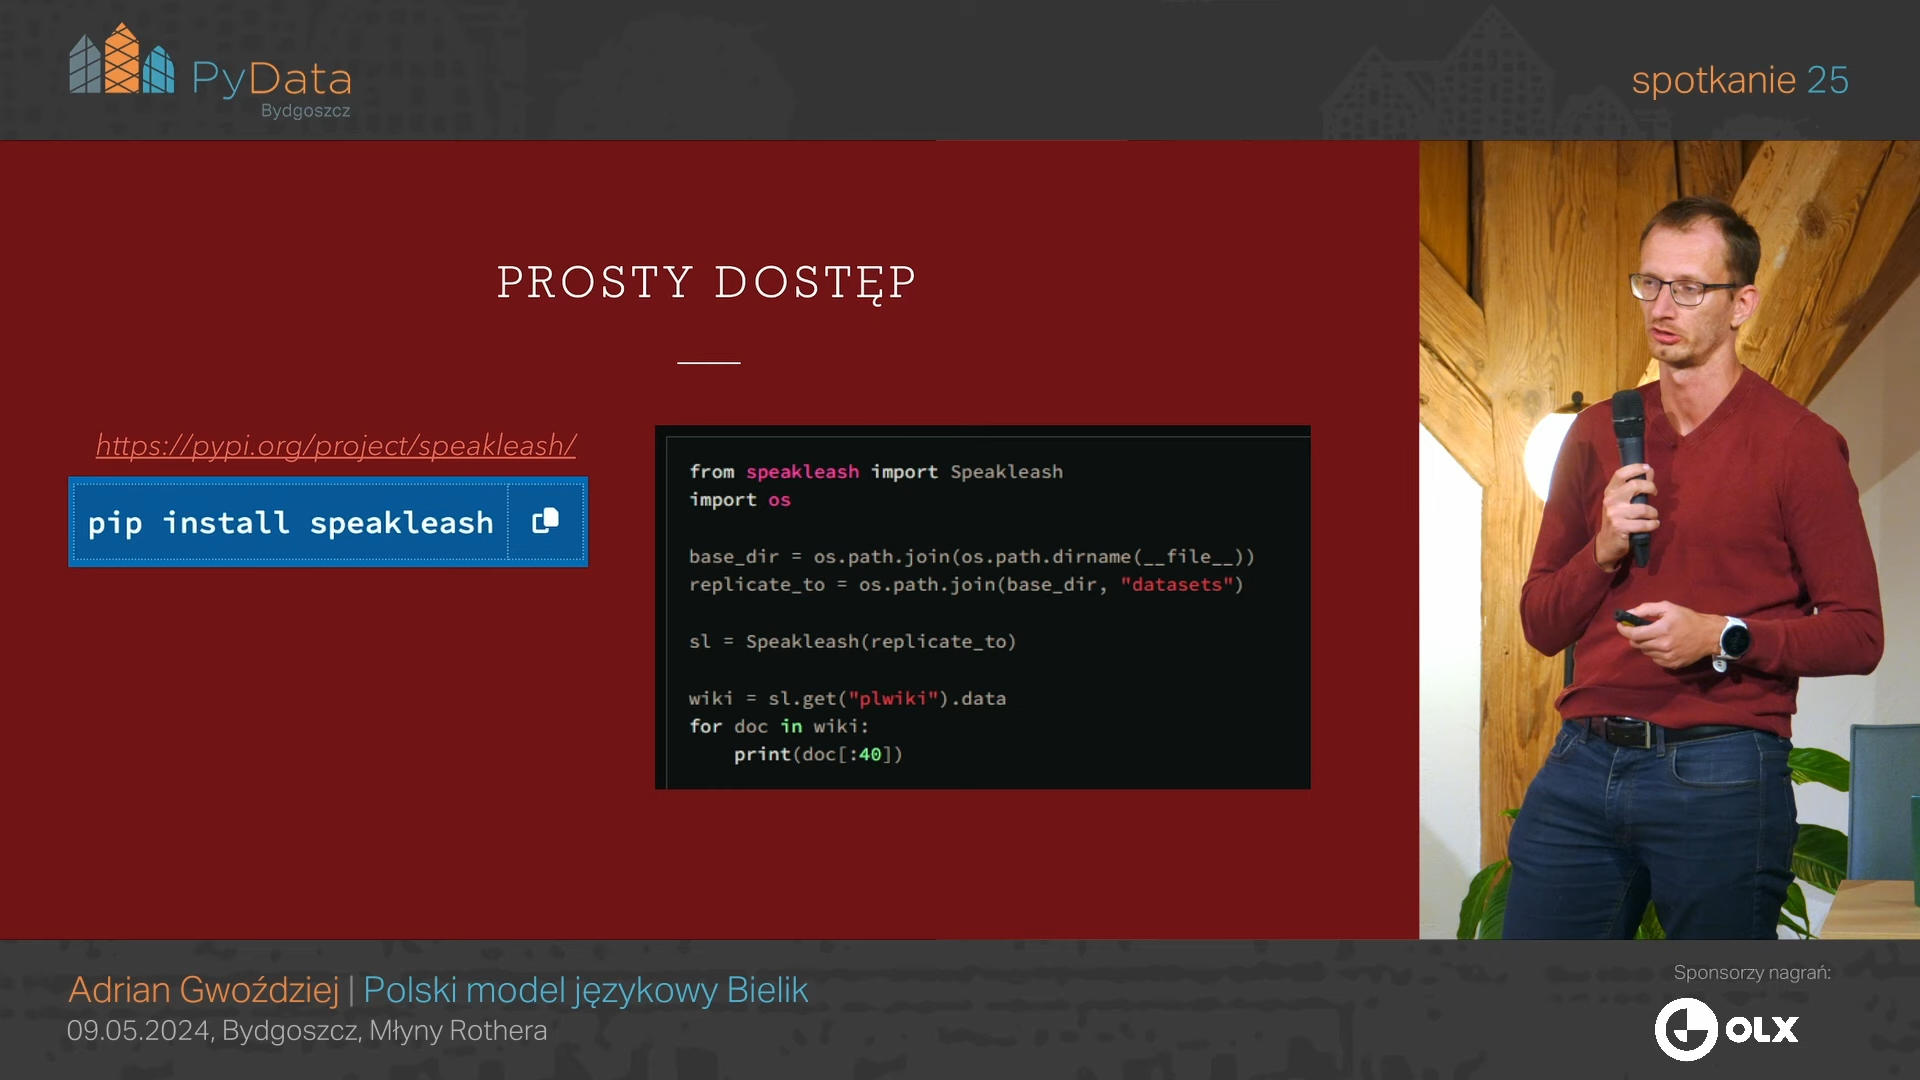 PyData
Bydgoszcz
spotkanie 25
PROSTY DOSTĘP
https://pypi.org/project/speakleash/
pip install speakleash
from speakleash import Speakleash
import os
base_dir = os.path.join(os.path.dirname(__file__))
replicate_to = os.path.join(base_dir, "datasets")
sl = Speakleash(replicate_to)
wiki = sl.get("plwiki").data
for doc in wiki:
    print(doc[:40])
Adrian Gwoździej | Polski model językowy Bielik
09.05.2024, Bydgoszcz, Młyny Rothera
Sponsorzy nagrań:
OLX